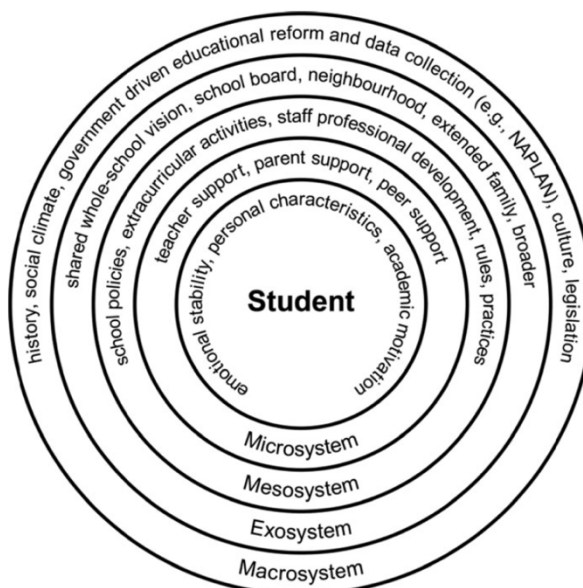 history, social climate, government driven educational reform and data collection (e.g., NAPLAN), culture, legislation
shared whole-school vision, school board, neighbourhood, extended family, broader
school policies, extracurricular activities, staff professional development, rules, practices
teacher support, parent support, peer support
emotional stability, personal characteristics, academic motivation
Student
Microsystem
Mesosystem
Exosystem
Macrosystem